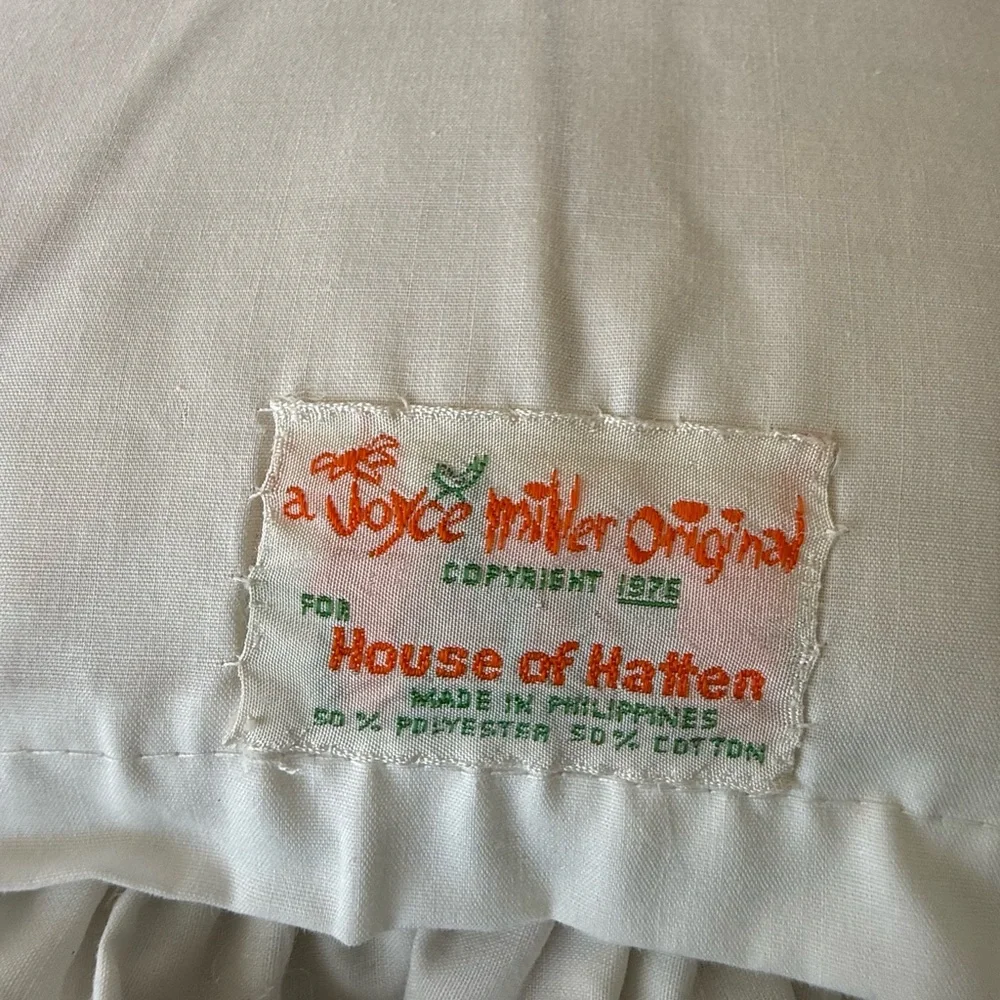 a Joyce Miller Original
COPYRIGHT 1975
FOR
House of Hatten
MADE IN PHILIPPINES
50 % POLYESTER 50 % COTTON